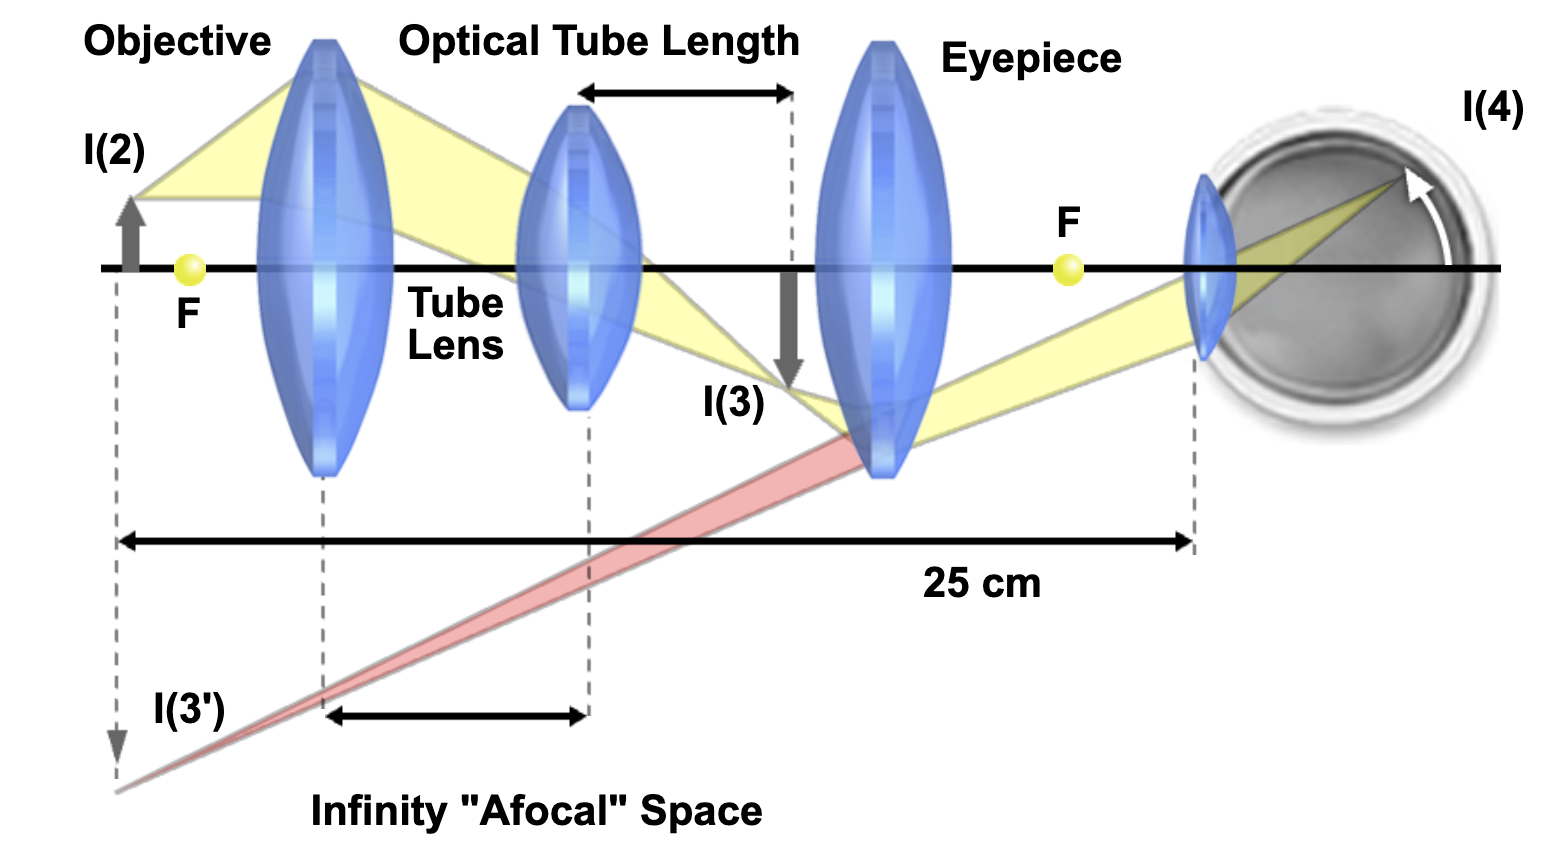 Objective
Optical Tube Length
Eyepiece
I(4)
I(2)
F
F
Tube
Lens
I(3)
25 cm
I(3')
Infinity "Afocal" Space